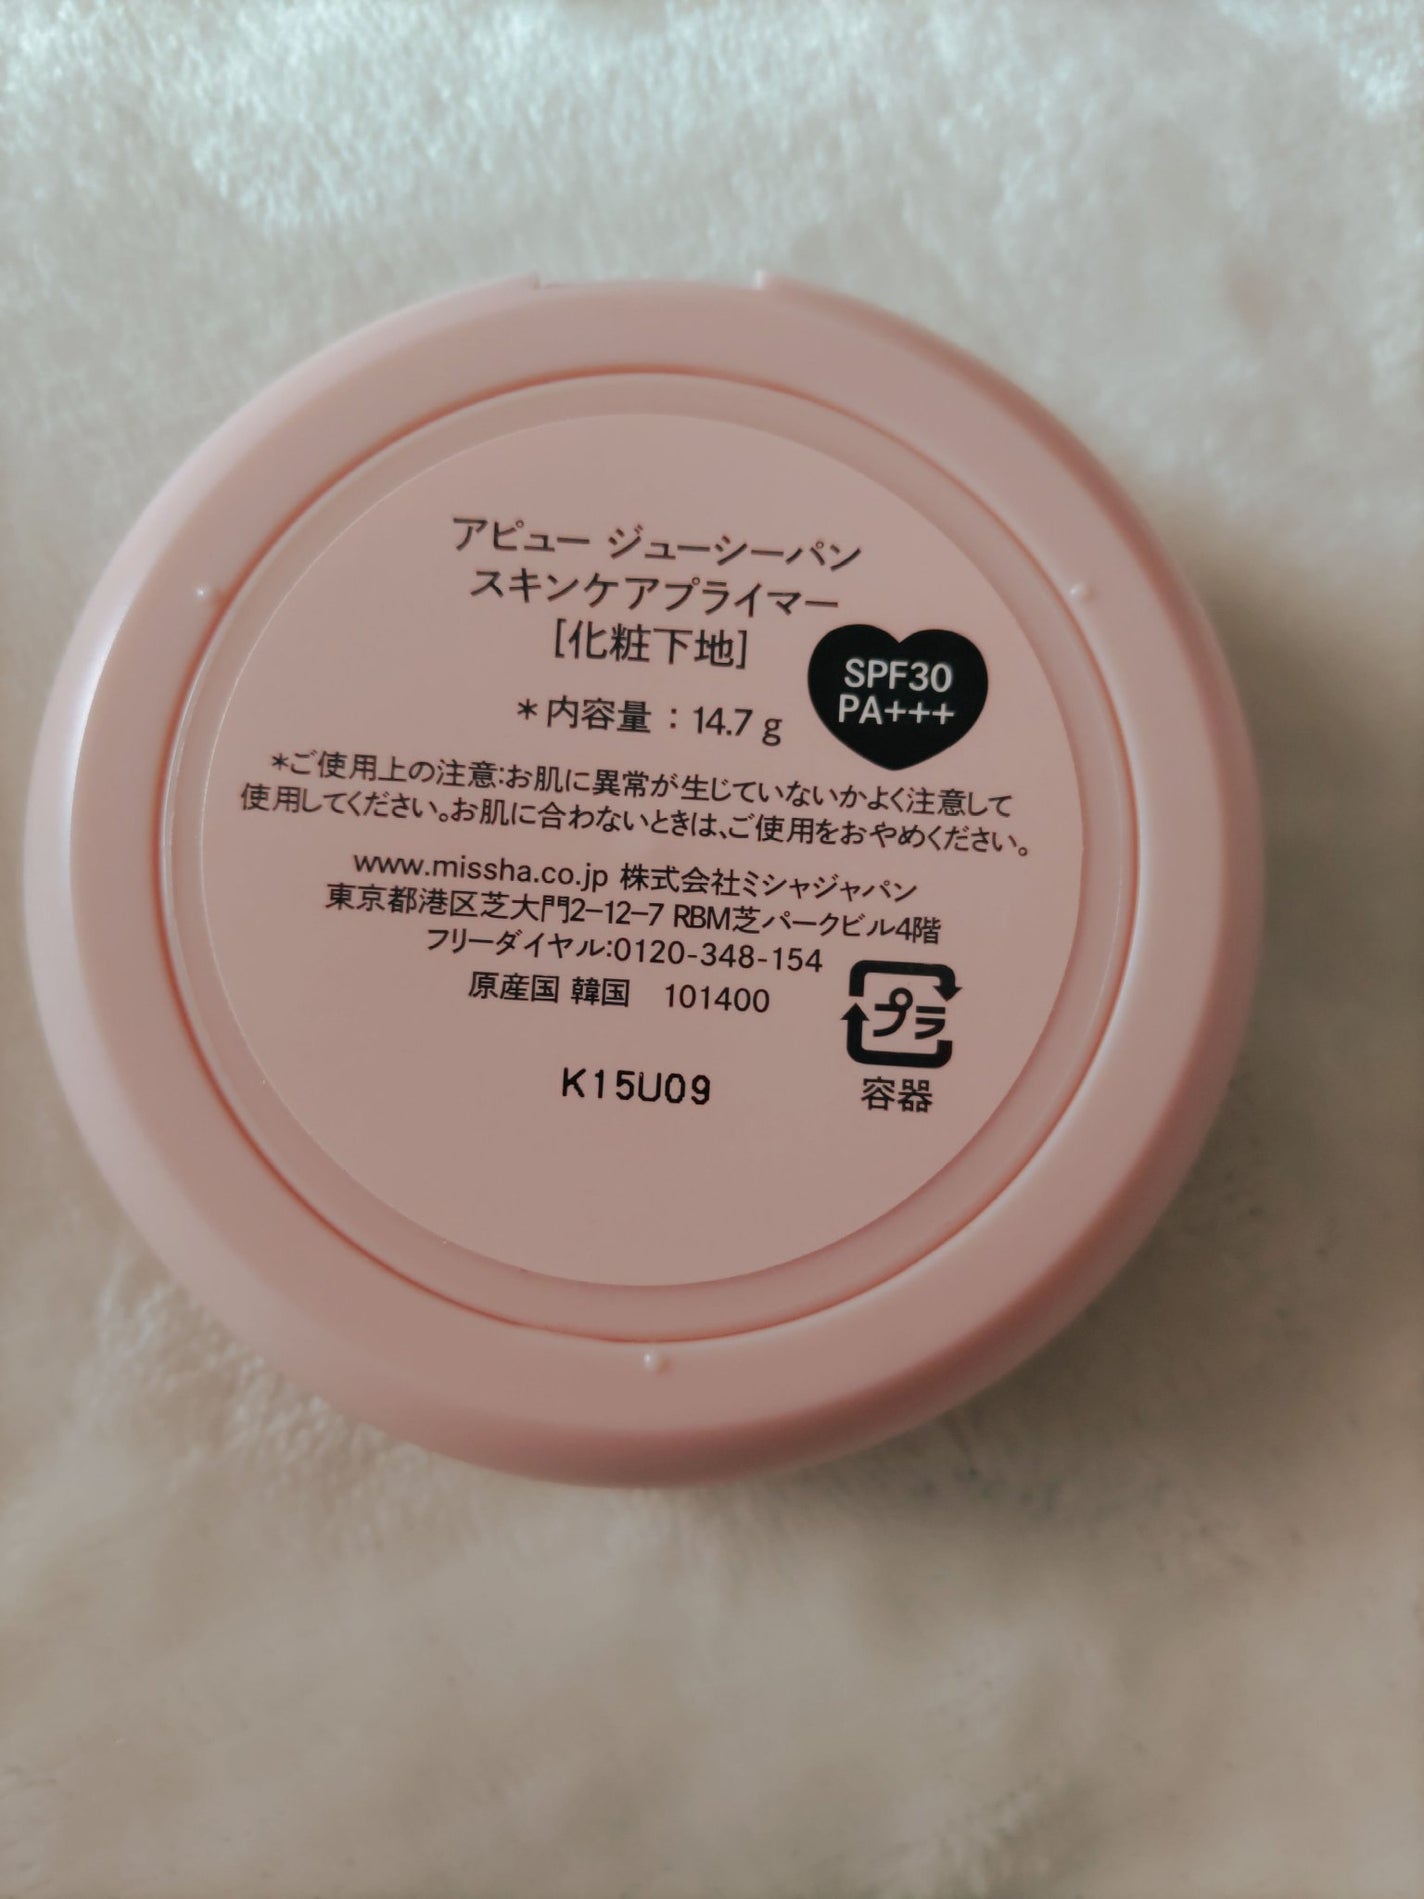 アピュー ジューシーパン
スキンケアプライマー
[化粧下地]
SPF30
PA+++
＊内容量：14.7 g
＊ご使用上の注意:お肌に異常が生じていないかよく注意して
使用してください。お肌に合わないときは、ご使用をおやめください。
www.missha.co.jp 株式会社ミシャジャパン
東京都港区芝大門2−12−7 RBM芝パークビル4階
フリーダイヤル:0120-348-154
原産国 韓国　101400
プラ
容器
K15U09